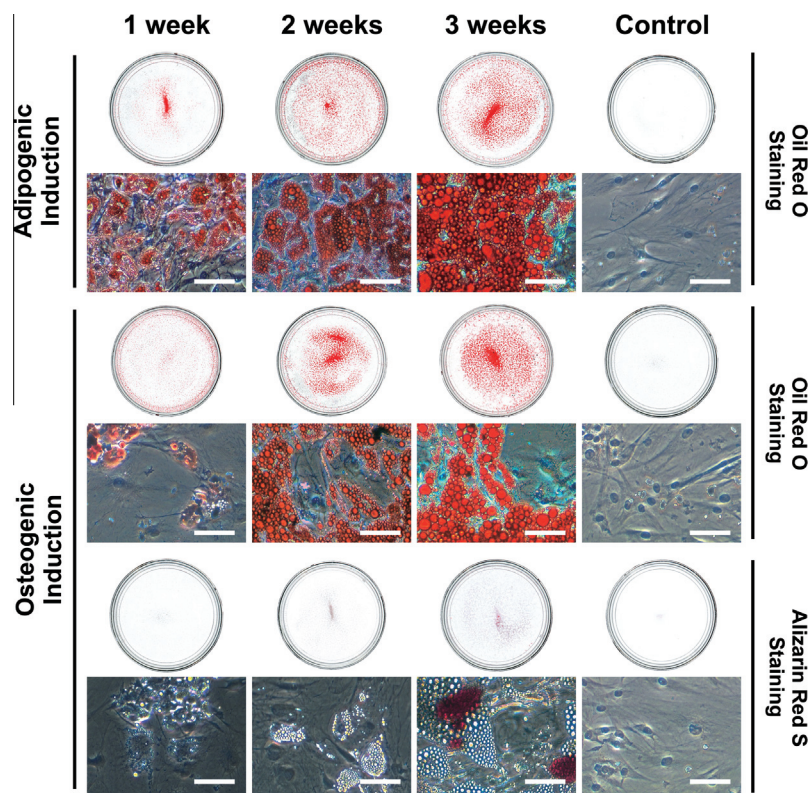 1 week 2 weeks 3 weeks Control
Adipogenic
Induction
Oil Red O
Staining
Osteogenic
Induction
Oil Red O
Staining
Alizarin Red S
Staining